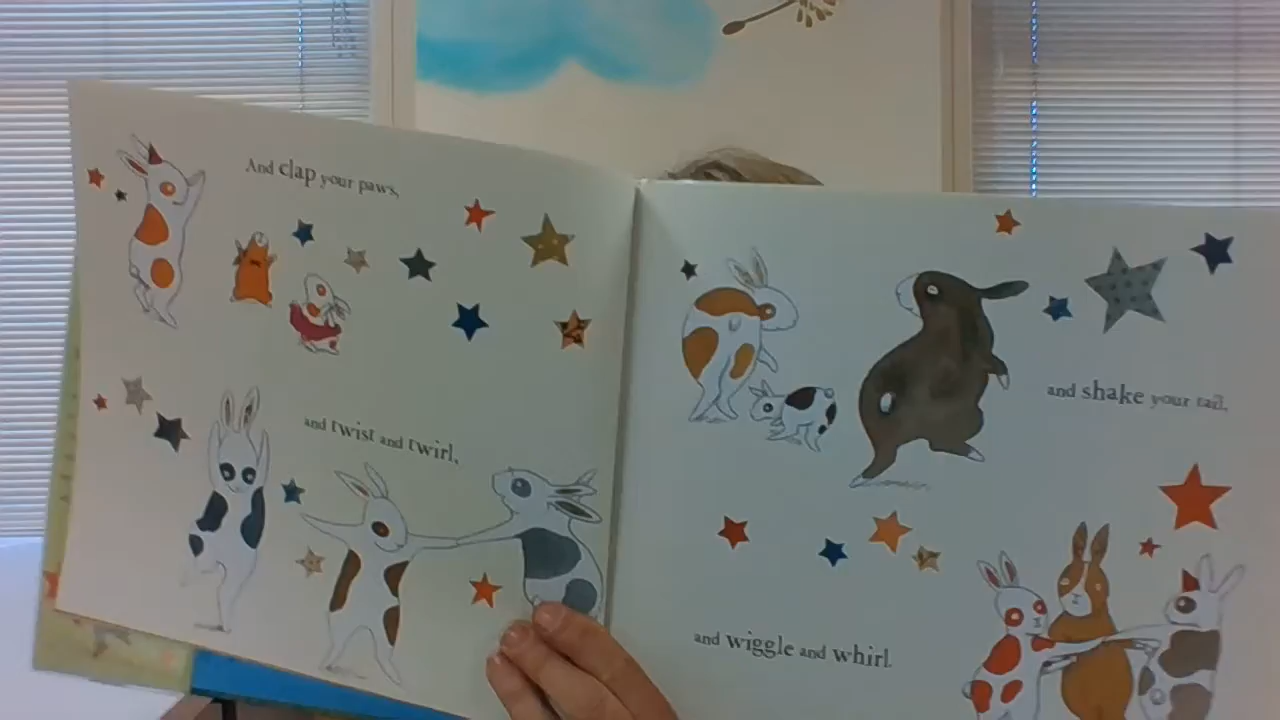 And clap your paws,
and twist and twirl,
and shake your tail,
and wiggle and whirl.